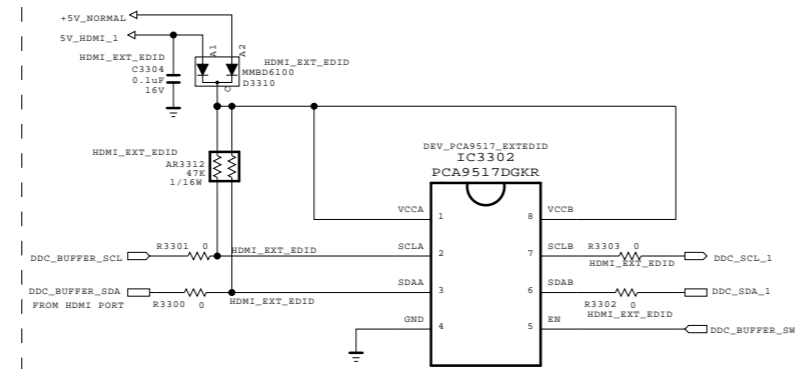 +5V_NORMAL
5V_HDMI_1
A1
A2
HDMI_EXT_EDID
C3304
0.1uF
16V
HDMI_EXT_EDID
MMBD6100
D3310
C
HDMI_EXT_EDID
AR3312
47K
1/16W
DEV_PCA9517_EXTEDID
IC3302
PCA9517DGKR
VCCA
1
8
VCCB
DDC_BUFFER_SCL
R3301 0
HDMI_EXT_EDID
SCLA
2
7
SCLB
R3303 0
HDMI_EXT_EDID
DDC_SCL_1
DDC_BUFFER_SDA
FROM HDMI PORT
R3300 0
HDMI_EXT_EDID
SDAA
3
6
SDAB
R3302 0
HDMI_EXT_EDID
DDC_SDA_1
GND
4
5
EN
DDC_BUFFER_SW